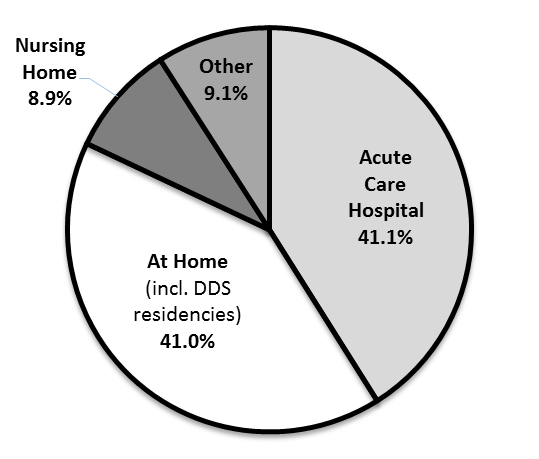 Nursing
Home
8.9%
Other
9.1%
Acute
Care
Hospital
41.1%
At Home
(incl. DDS
residencies)
41.0%